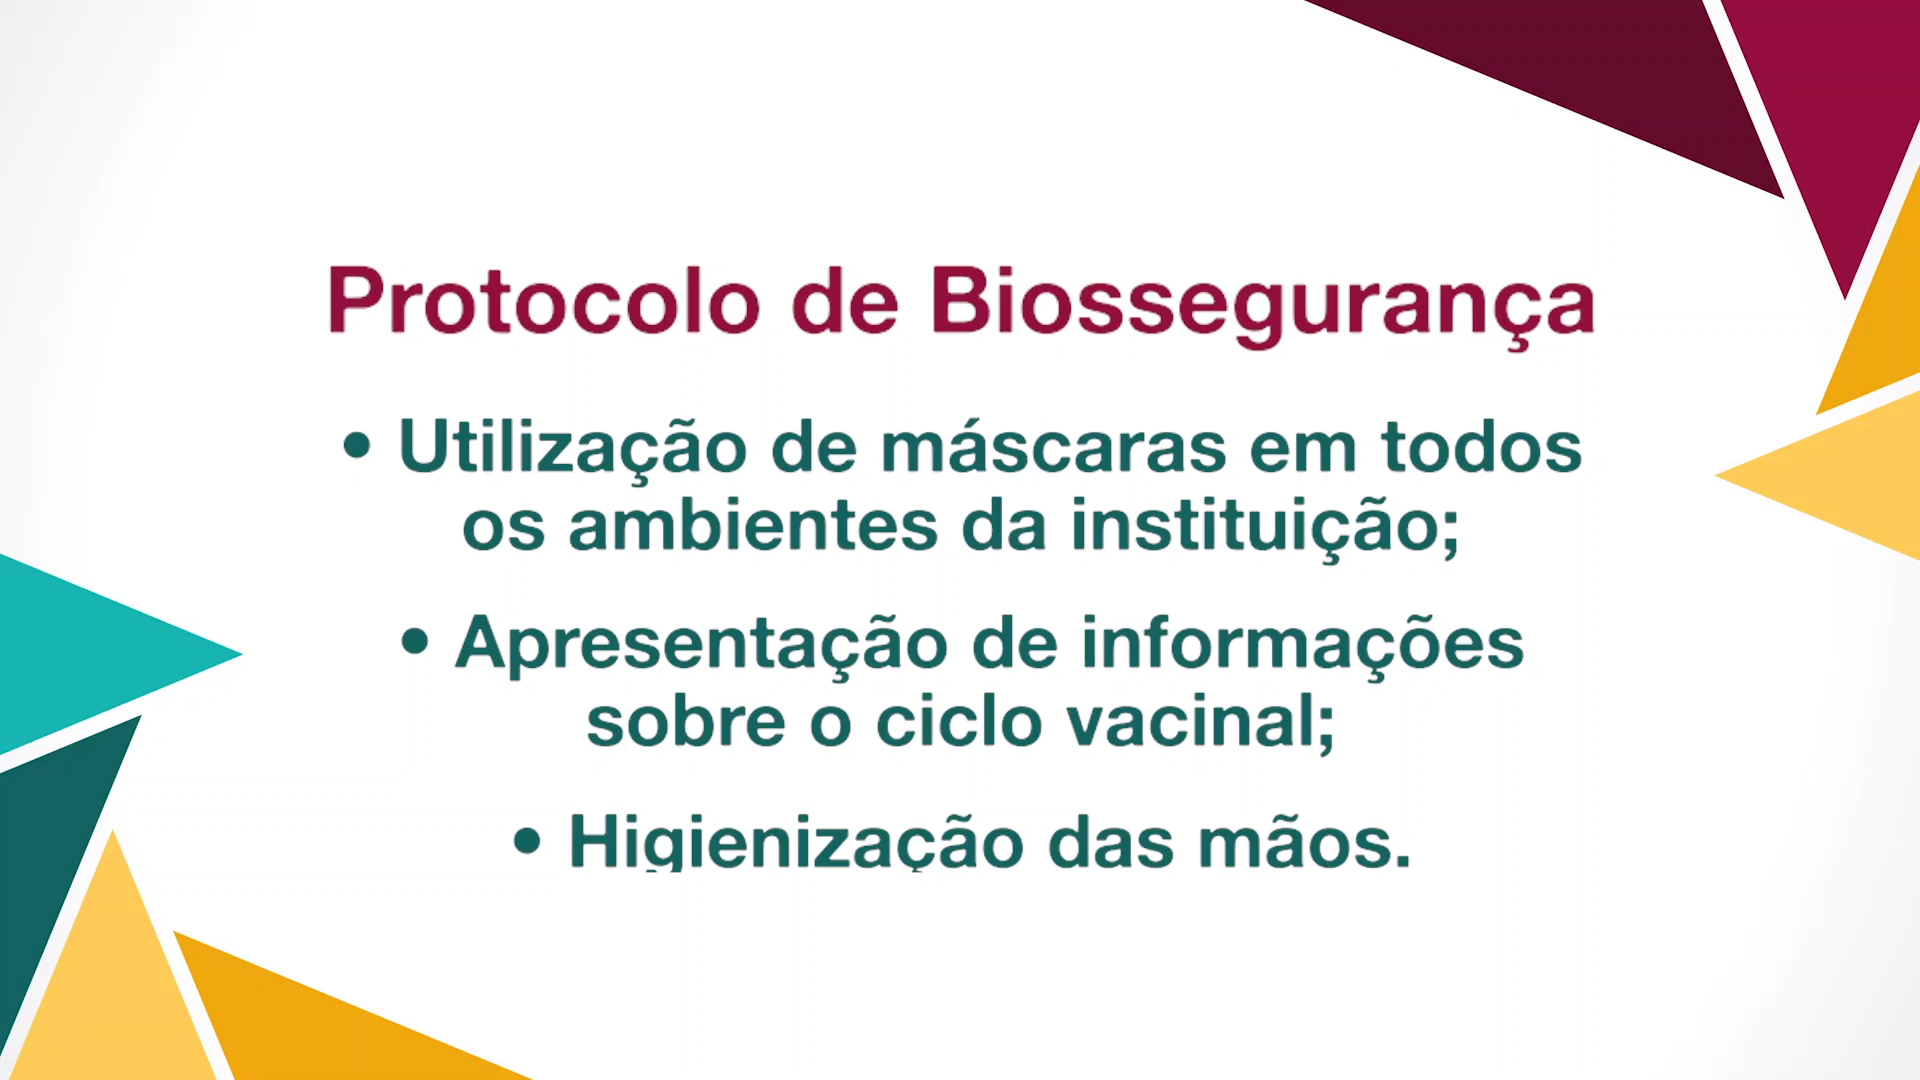 Protocolo de Biossegurança
• Utilização de máscaras em todos
os ambientes da instituição;
• Apresentação de informações
sobre o ciclo vacinal;
• Higienização das mãos.